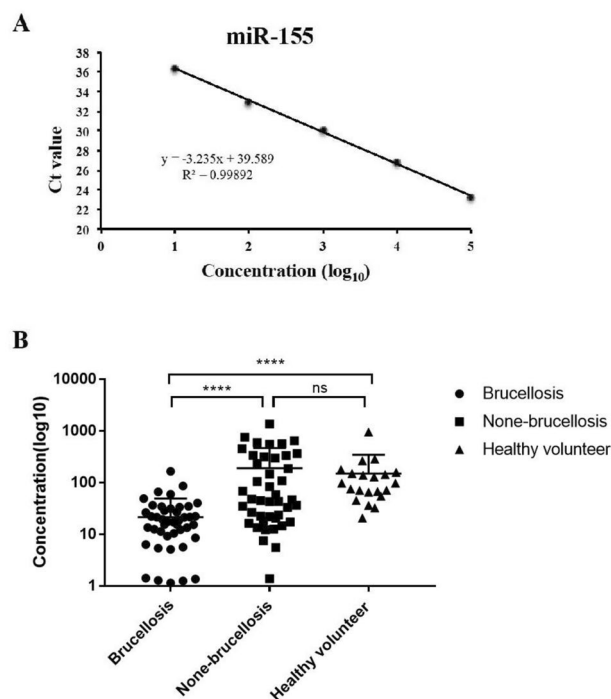 A
miR-155
38
36
34
32
30
28
26
24
22
Ct value
y = -3.235x + 39.589
R² = 0.99892
0 1 2 3 4 5
Concentration (log₁₀)
B
****
**** ns
10000
1000
100
10
1
Concentration(log10)
Brucellosis
None-brucellosis
Healthy volunteer
Brucellosis
None-brucellosis
Healthy volunteer